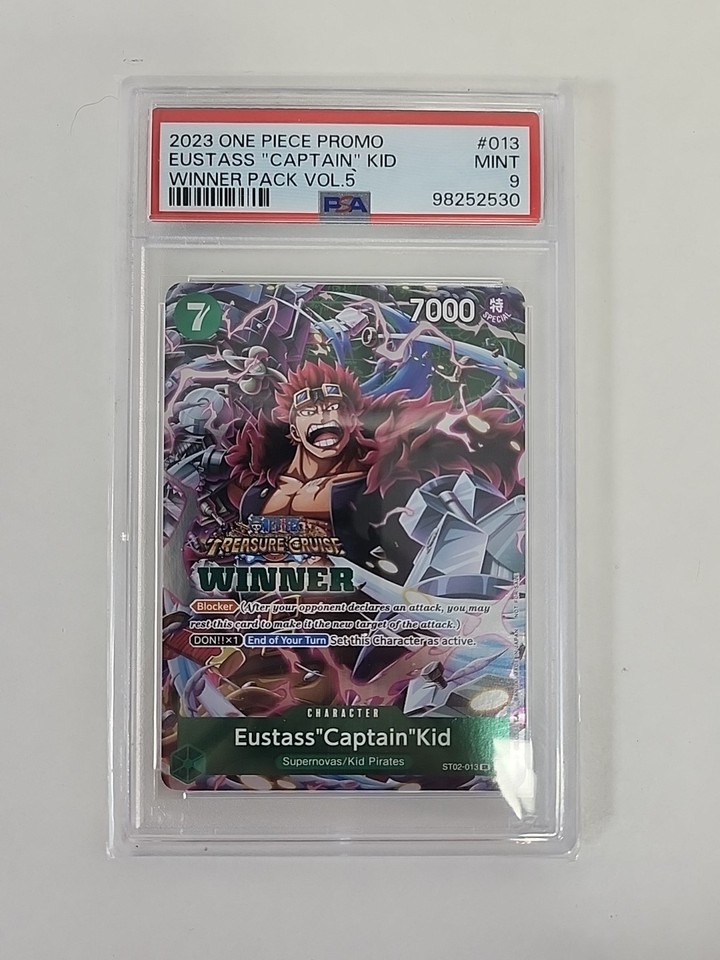 2023 ONE PIECE PROMO #013
EUSTASS "CAPTAIN" KID MINT
WINNER PACK VOL.5 9
PSA 98252530
7 7000 特
SPECIAL
TREASURE CRUISE
WINNER
Blocker (After your opponent declares an attack, you may
rest this card to make it the new target of the attack.)
DON!!×1 End of Your Turn Set this Character as active.
CHARACTER
Eustass"Captain"Kid
Supernovas/Kid Pirates
ST02-013